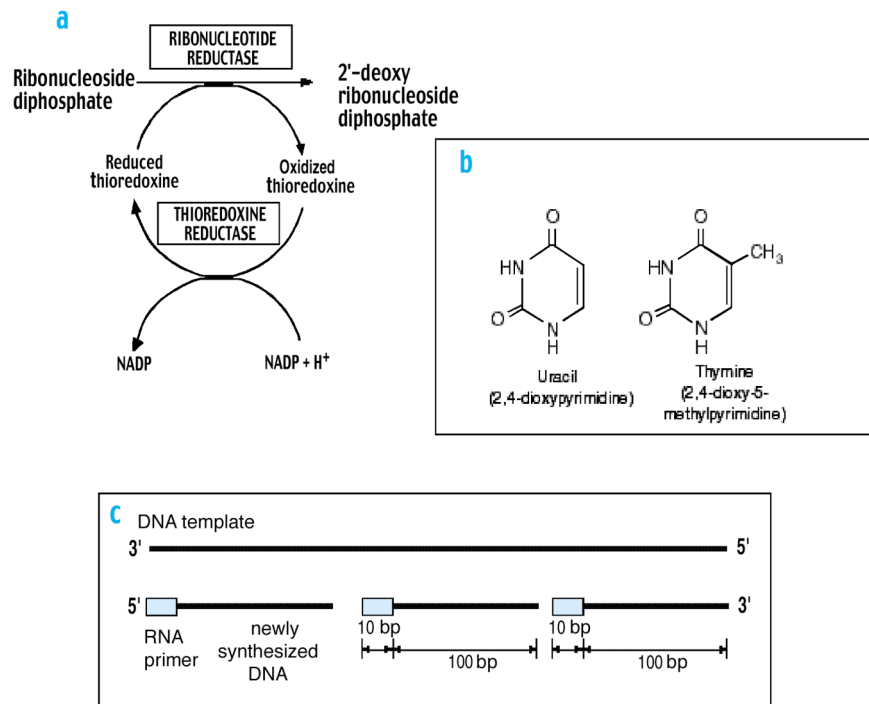 a
RIBONUCLEOTIDE
REDUCTASE
Ribonucleoside
diphosphate
2'–deoxy
ribonucleoside
diphosphate
Reduced
thioredoxine
Oxidized
thioredoxine
THIOREDOXINE
REDUCTASE
NADP
NADP + H+
b
O
HN
O
N
H
Uracil
(2,4-dioxypyrimidine)
O
CH3
HN
O
N
H
Thymine
(2,4-dioxy-5-
methylpyrimidine)
c
DNA template
3'
5'
5'
3'
RNA
primer
newly
synthesized
DNA
10 bp
100 bp
10 bp
100 bp